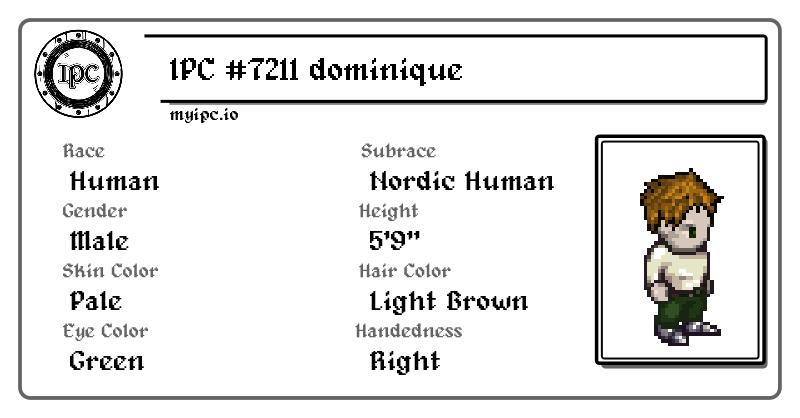 IPC
IPC #7211 dominique
myipc.io
Race
Subrace
Human
Nordic Human
Gender
Height
Male
5'9"
Skin Color
Hair Color
Pale
Light Brown
Eye Color
Handedness
Green
Right